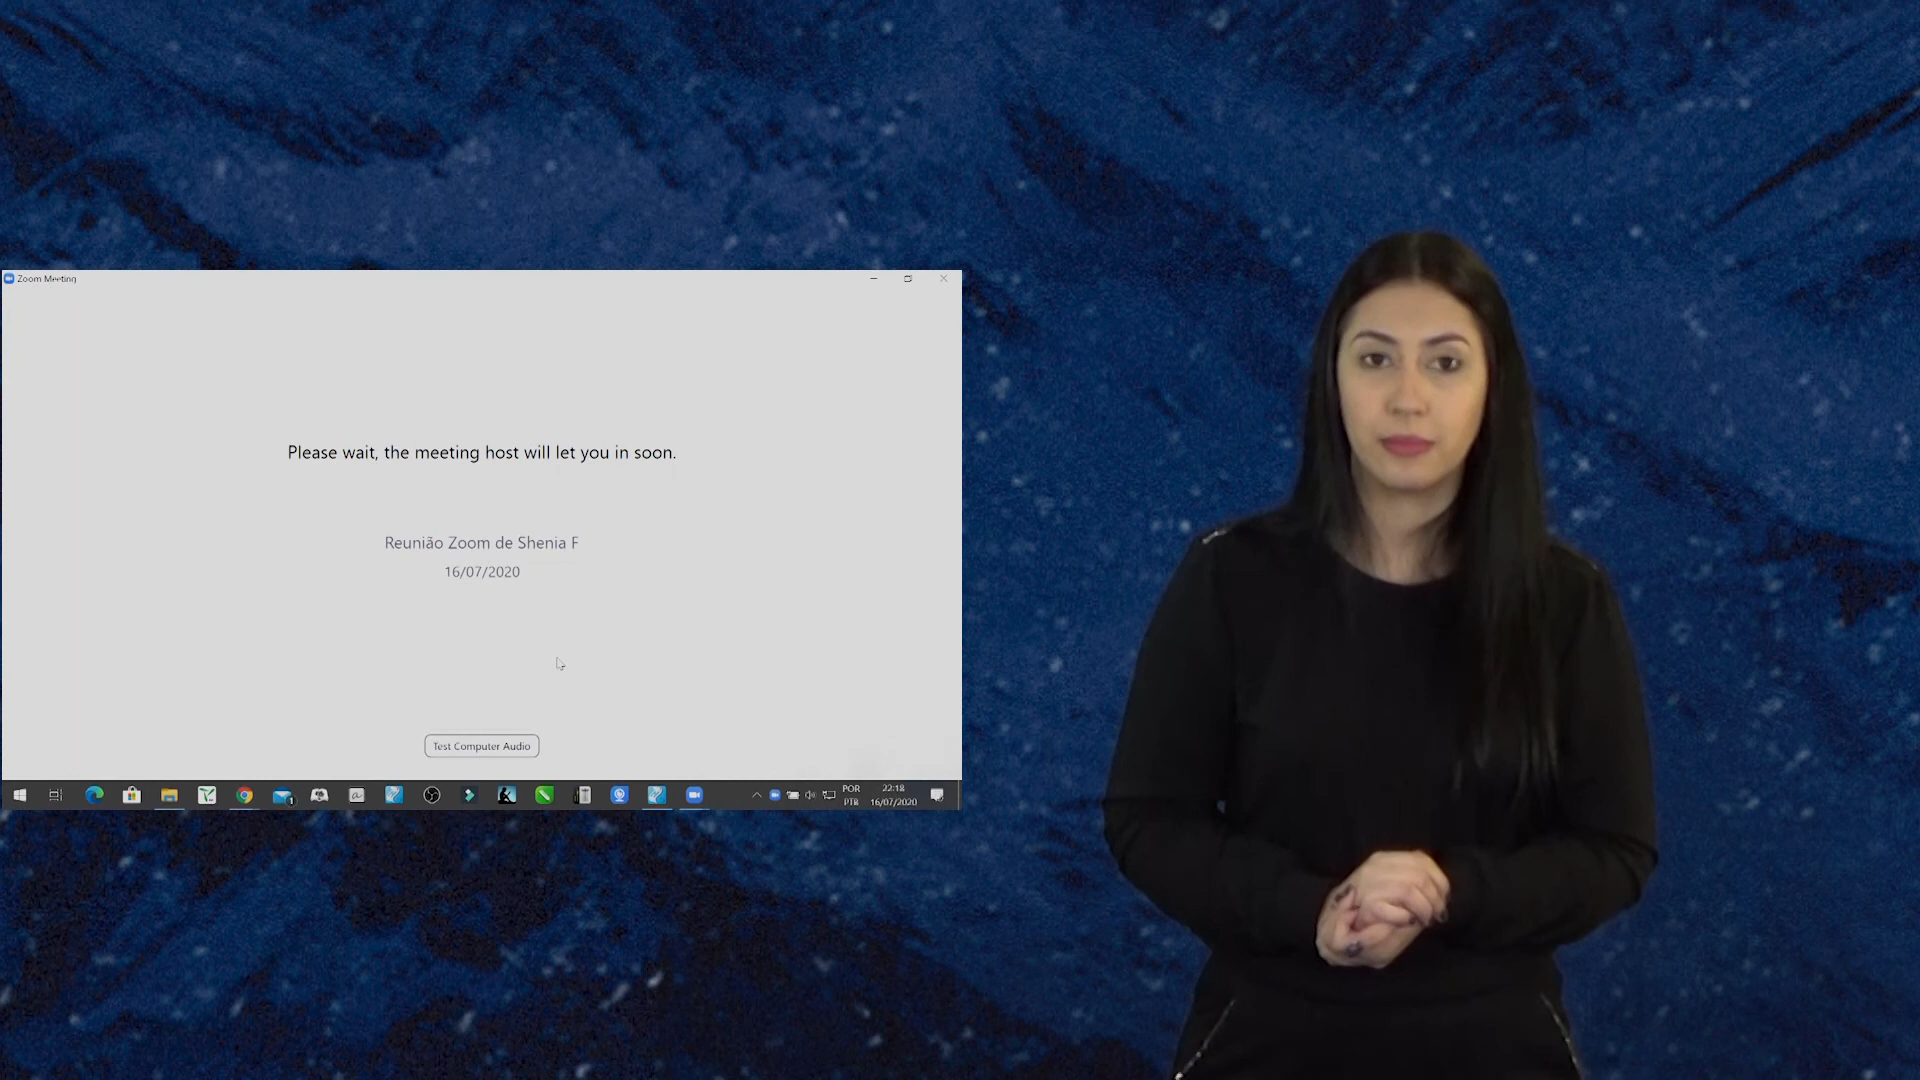 Zoom Meeting
Please wait, the meeting host will let you in soon.
Reunião Zoom de Shenia F
16/07/2020
Test Computer Audio
1
POR
PTB
22:18
16/07/2020